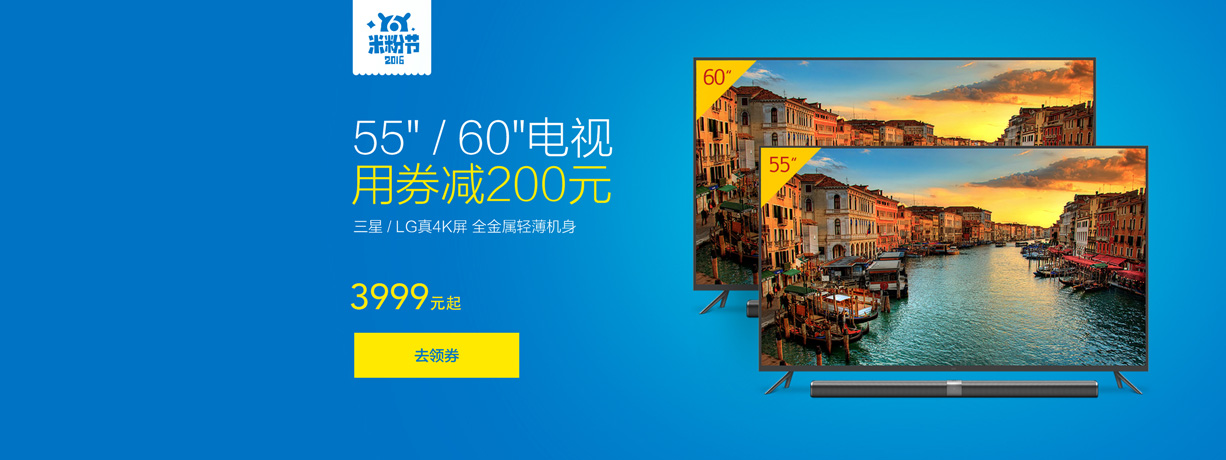 米粉节
2016
55" / 60"电视
用券减200元
三星 / LG真4K屏 全金属轻薄机身
3999元起
去领券
60"
55"